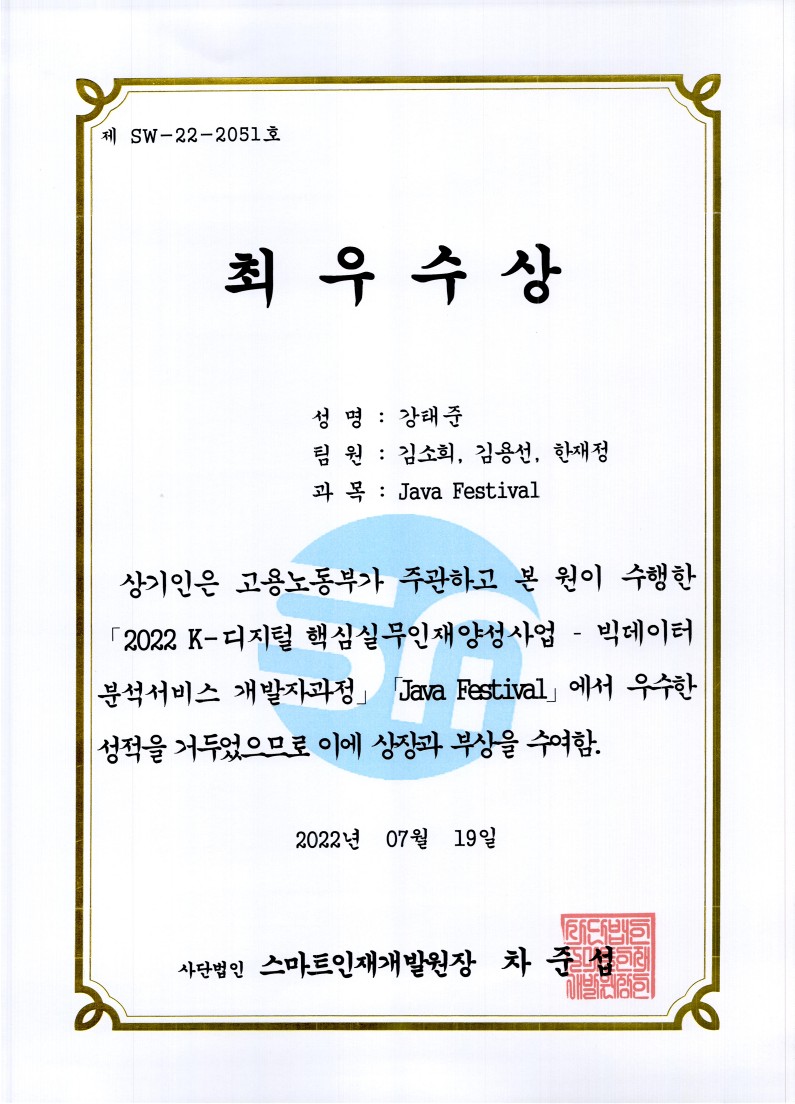 제 SW-22-2051호
최 우 수 상
성 명 : 강태준
팀 원 : 김소희, 김용선, 한재정
과 목 : Java Festival
상기인은 고용노동부가 주관하고 본 원이 수행한
「2022 K-디지털 핵심실무인재양성사업 - 빅데이터
분석서비스 개발자과정」「Java Festival」에서 우수한
성적을 거두었으므로 이에 상장과 부상을 수여함.
2022년 07월 19일
사단법인 스마트인재개발원장 차 준 섭